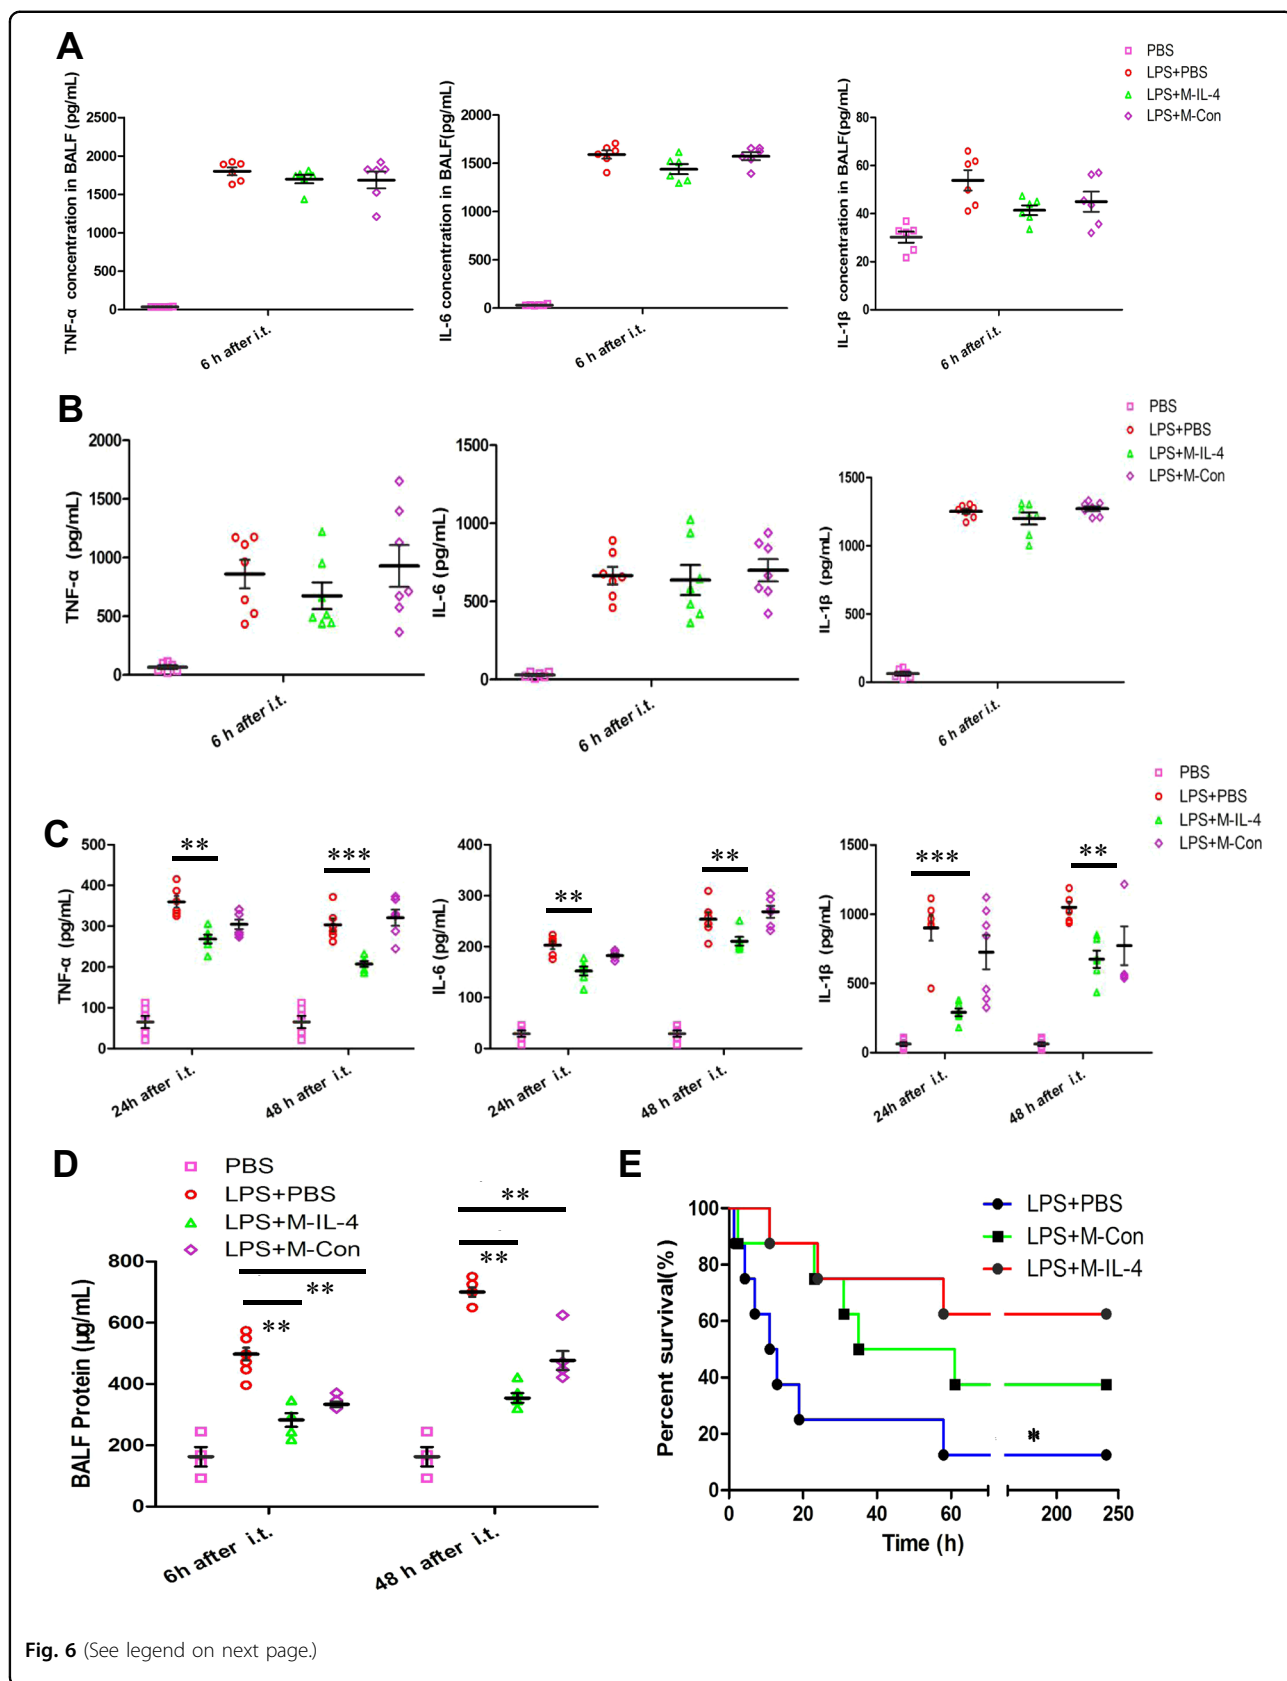 A
PBS
LPS+PBS
LPS+M-IL-4
LPS+M-Con
TNF-α concentration in BALF (pg/mL)
2500
2000
1500
1000
500
0
6 h after i.t.
IL-6 concentration in BALF(pg/mL)
2000
1500
1000
500
0
6 h after i.t.
IL-1β concentration in BALF(pg/mL)
80
60
40
20
0
6 h after i.t.
B
PBS
LPS+PBS
LPS+M-IL-4
LPS+M-Con
TNF-α (pg/mL)
2000
1500
1000
500
0
6 h after i.t.
IL-6 (pg/mL)
1500
1000
500
0
6 h after i.t.
IL-1β (pg/mL)
1500
1000
500
0
6 h after i.t.
C
PBS
LPS+PBS
LPS+M-IL-4
LPS+M-Con
TNF-α (pg/mL)
500
400
300
200
100
0
**
***
24h after i.t.
48 h after i.t.
IL-6 (pg/mL)
400
300
200
100
0
**
**
24h after i.t.
48 h after i.t.
IL-1β (pg/mL)
1500
1000
500
0
***
**
24h after i.t.
48 h after i.t.
D
PBS
LPS+PBS
LPS+M-IL-4
LPS+M-Con
BALF Protein (µg/mL)
800
600
400
200
0
**
**
**
**
6h after i.t.
48 h after i.t.
E
LPS+PBS
LPS+M-Con
LPS+M-IL-4
Percent survival(%)
100
80
60
40
20
0
*
0 20 40 60 200 250
Time (h)
Fig. 6 (See legend on next page.)